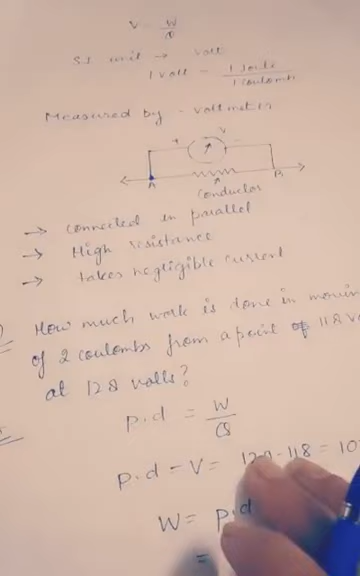 V = W
Q
SI unit → volt
1 volt = 1 Joule
1 coulomb
Measured by - voltmeter
+ V -
A B
Conductor
→ connected in parallel
→ High resistance
→ takes negligible current
How much work is done in movin
of 2 coulombs from a point of 118 vo
at 128 volts?
p.d = W
Q
p.d = V = 128-118 = 10
W = p.d
=